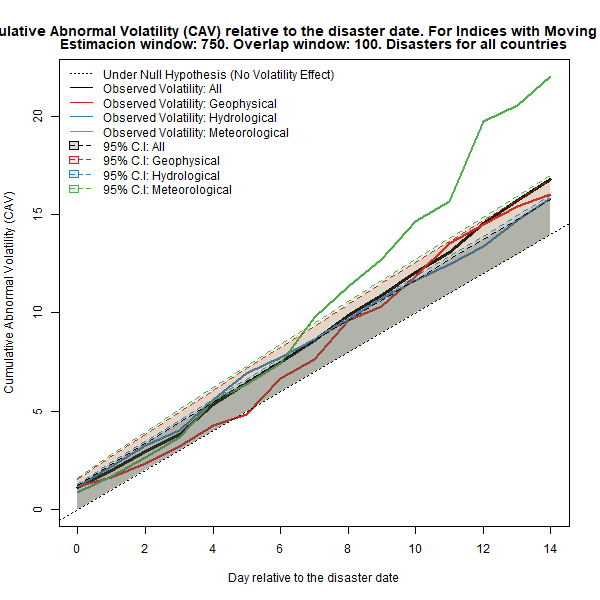 ulative Abnormal Volatility (CAV) relative to the disaster date. For Indices with Moving
Estimacion window: 750. Overlap window: 100. Disasters for all countries
Under Null Hypothesis (No Volatility Effect)
Observed Volatility: All
Observed Volatility: Geophysical
Observed Volatility: Hydrological
Observed Volatility: Meteorological
95% C.I: All
95% C.I: Geophysical
95% C.I: Hydrological
95% C.I: Meteorological
Cumulative Abnormal Volatility (CAV)
20
15
10
5
0
0 2 4 6 8 10 12 14
Day relative to the disaster date